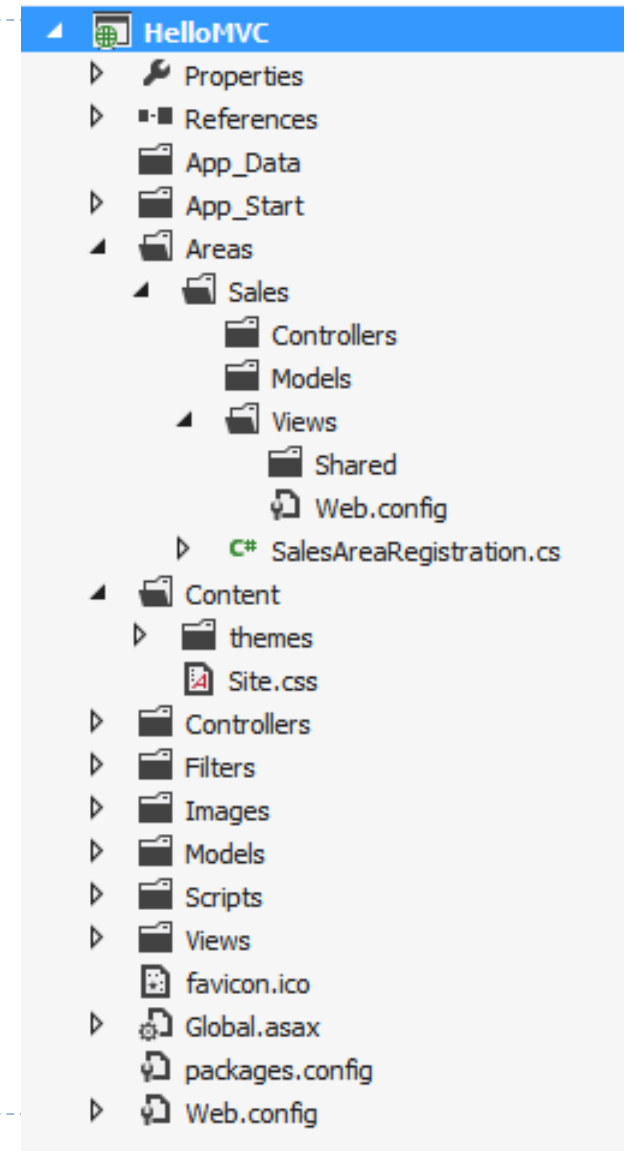 HelloMVC
Properties
References
App_Data
App_Start
Areas
Sales
Controllers
Models
Views
Shared
Web.config
C# SalesAreaRegistration.cs
Content
themes
Site.css
Controllers
Filters
Images
Models
Scripts
Views
favicon.ico
Global.asax
packages.config
Web.config